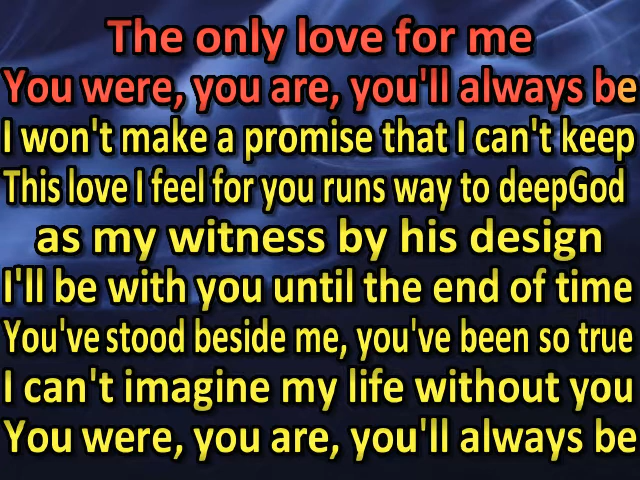 The only love for me
You were, you are, you'll always be
I won't make a promise that I can't keep
This love I feel for you runs way to deepGod
as my witness by his design
I'll be with you until the end of time
You've stood beside me, you've been so true
I can't imagine my life without you
You were, you are, you'll always be